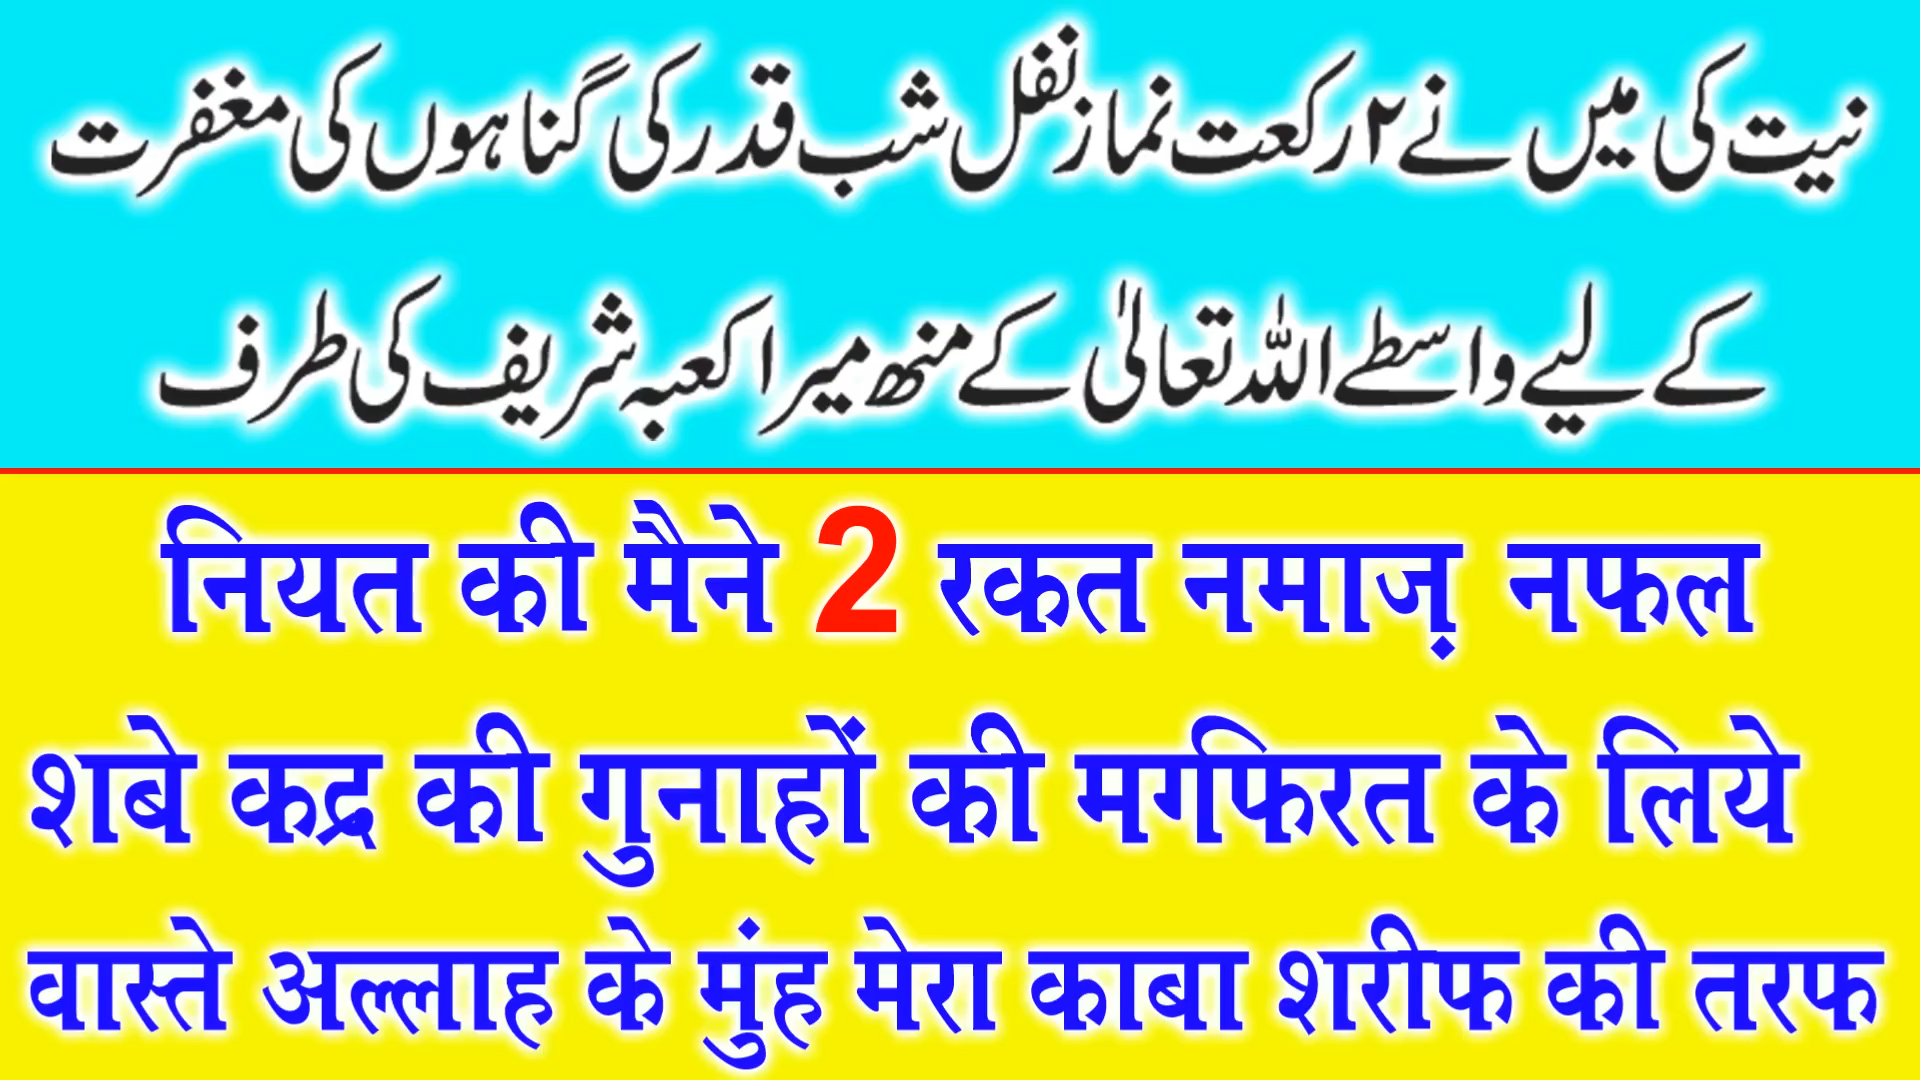 نیت کی میں نے ۲ رکعت نماز نفل شب قدر کی گناہوں کی مغفرت
کے لیے واسطے اللہ تعالیٰ کے منھ میرا کعبہ شریف کی طرف
नियत की मैने 2 रकत नमाज़ नफल
शबे कद्र की गुनाहों की मगफिरत के लिये
वास्ते अल्लाह के मुंह मेरा काबा शरीफ की तरफ